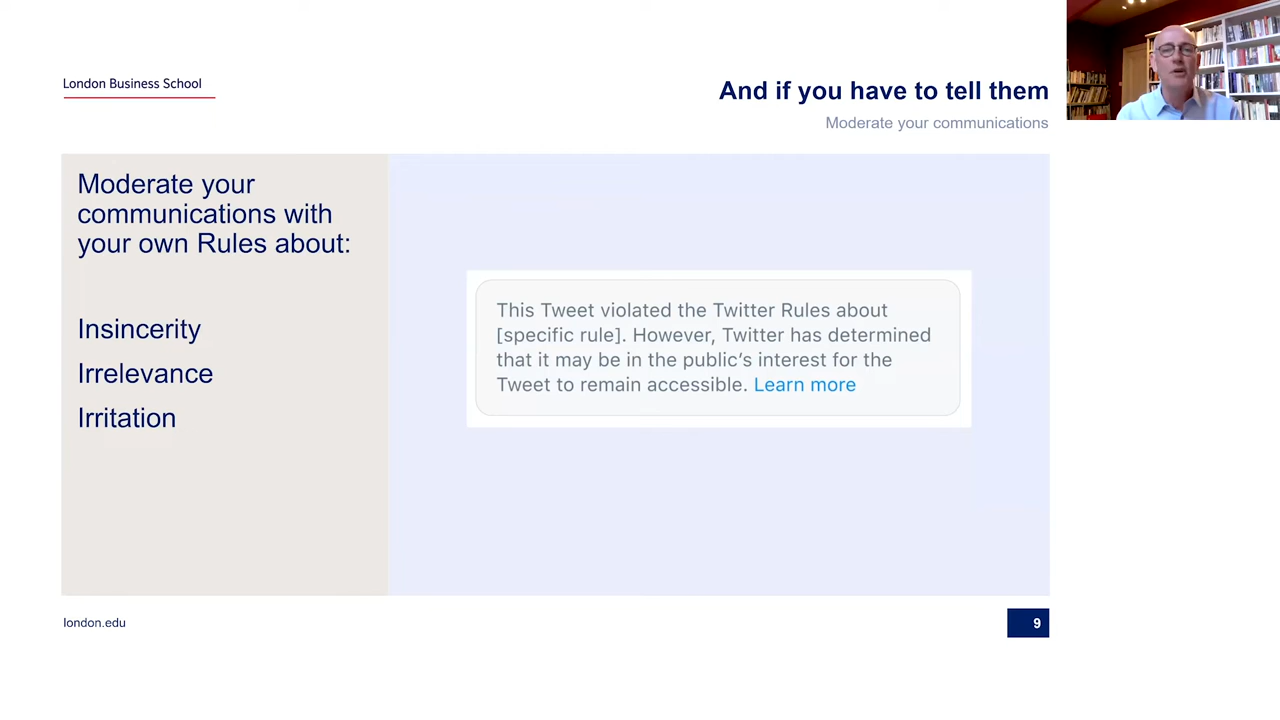 London Business School
And if you have to tell them
Moderate your communications
Moderate your
communications with
your own Rules about:
Insincerity
Irrelevance
Irritation
This Tweet violated the Twitter Rules about
[specific rule]. However, Twitter has determined
that it may be in the public’s interest for the
Tweet to remain accessible. Learn more
london.edu
9